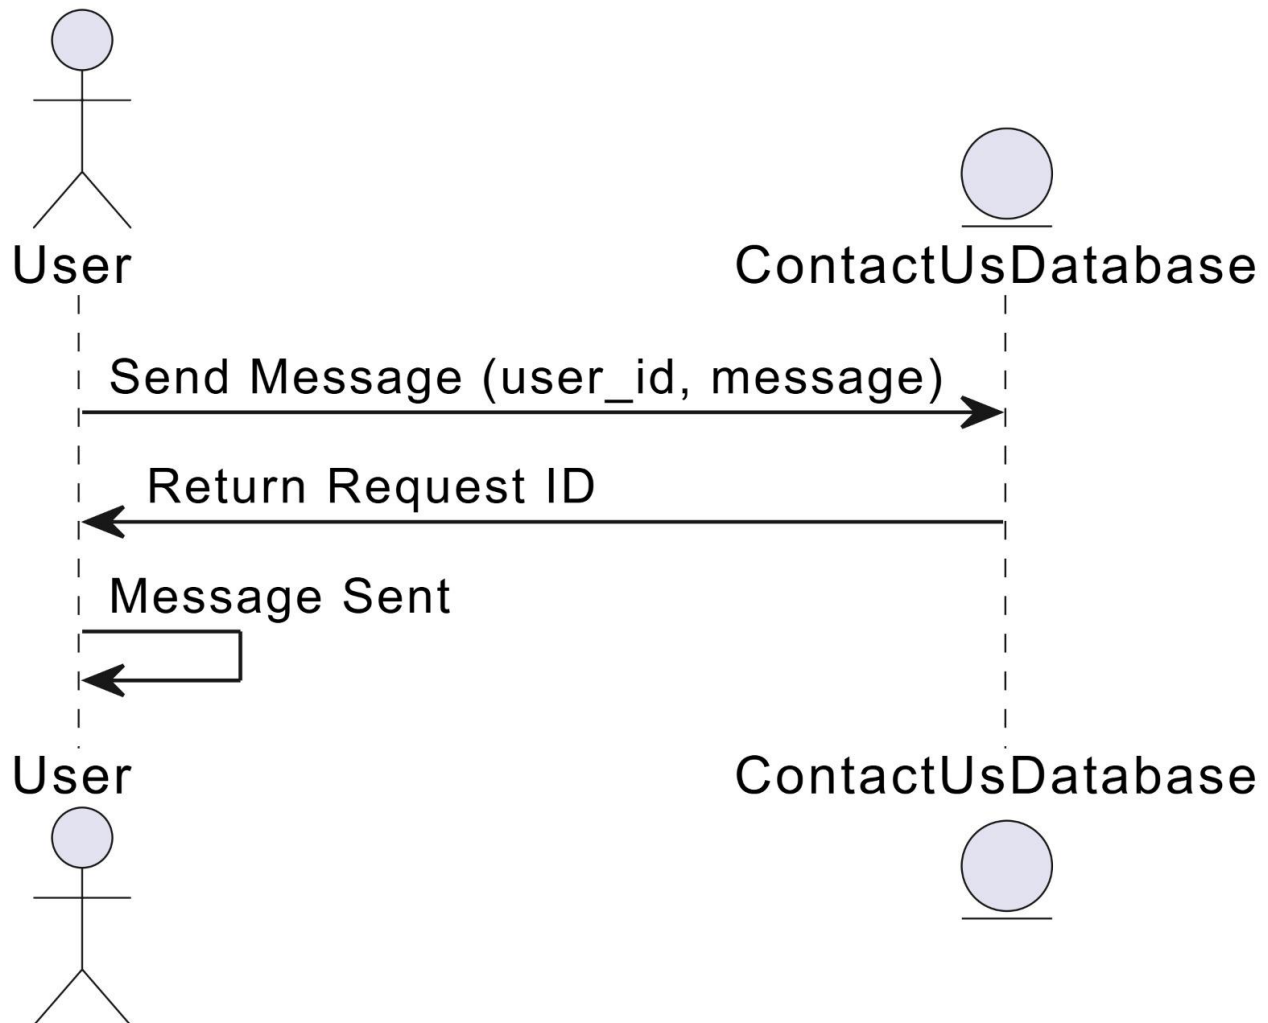 User
ContactUsDatabase
Send Message (user_id, message)
Return Request ID
Message Sent
User
ContactUsDatabase